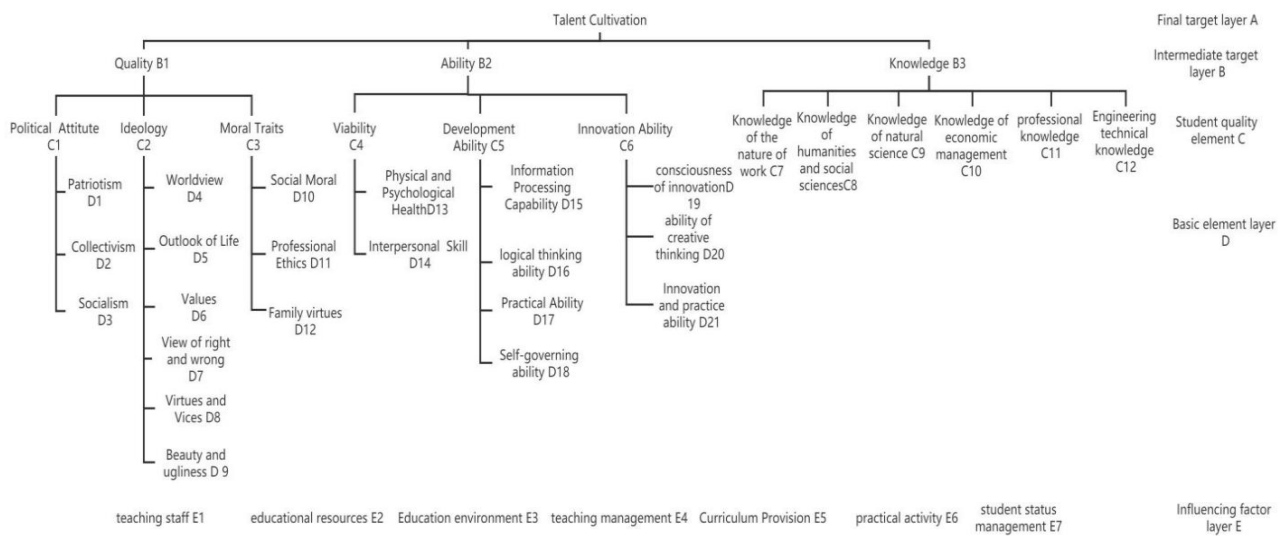 Talent Cultivation
Final target layer A
Intermediate target
layer B
Quality B1
Ability B2
Knowledge B3
Political Attitude
C1
Ideology
C2
Moral Traits
C3
Viability
C4
Development
Ability C5
Innovation Ability
C6
Knowledge
of the
nature of
work C7
Knowledge
of
humanities
and social
sciencesC8
Knowledge
of natural
science C9
Knowledge of
economic
management
C10
professional
knowledge
C11
Engineering
technical
knowledge
C12
Student quality
element C
Patriotism
D1
Collectivism
D2
Socialism
D3
Worldview
D4
Outlook of Life
D5
Values
D6
View of right
and wrong
D7
Virtues and
Vices D8
Beauty and
ugliness D 9
Social Moral
D10
Professional
Ethics D11
Family virtues
D12
Physical and
Psychological
HealthD13
Interpersonal Skill
D14
Information
Processing
Capability D15
logical thinking
ability D16
Practical Ability
D17
Self-governing
ability D18
consciousness
of innovationD
19
ability of
creative
thinking D20
Innovation
and practice
ability D21
Basic element layer
D
teaching staff E1
educational resources E2
Education environment E3
teaching management E4
Curriculum Provision E5
practical activity E6
student status
management E7
Influencing factor
layer E